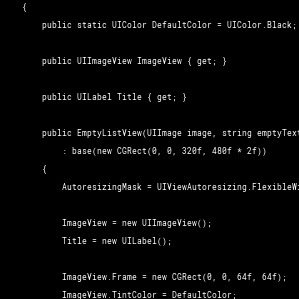 {
public static UIColor DefaultColor = UIColor.Black;
public UIImageView ImageView { get; }
public UILabel Title { get; }
public EmptyListView(UIImage image, string emptyText
: base(new CGRect(0, 0, 320f, 480f * 2f))
{
AutoresizingMask = UIViewAutoresizing.FlexibleWi
ImageView = new UIImageView();
Title = new UILabel();
ImageView.Frame = new CGRect(0, 0, 64f, 64f);
ImageView.TintColor = DefaultColor;